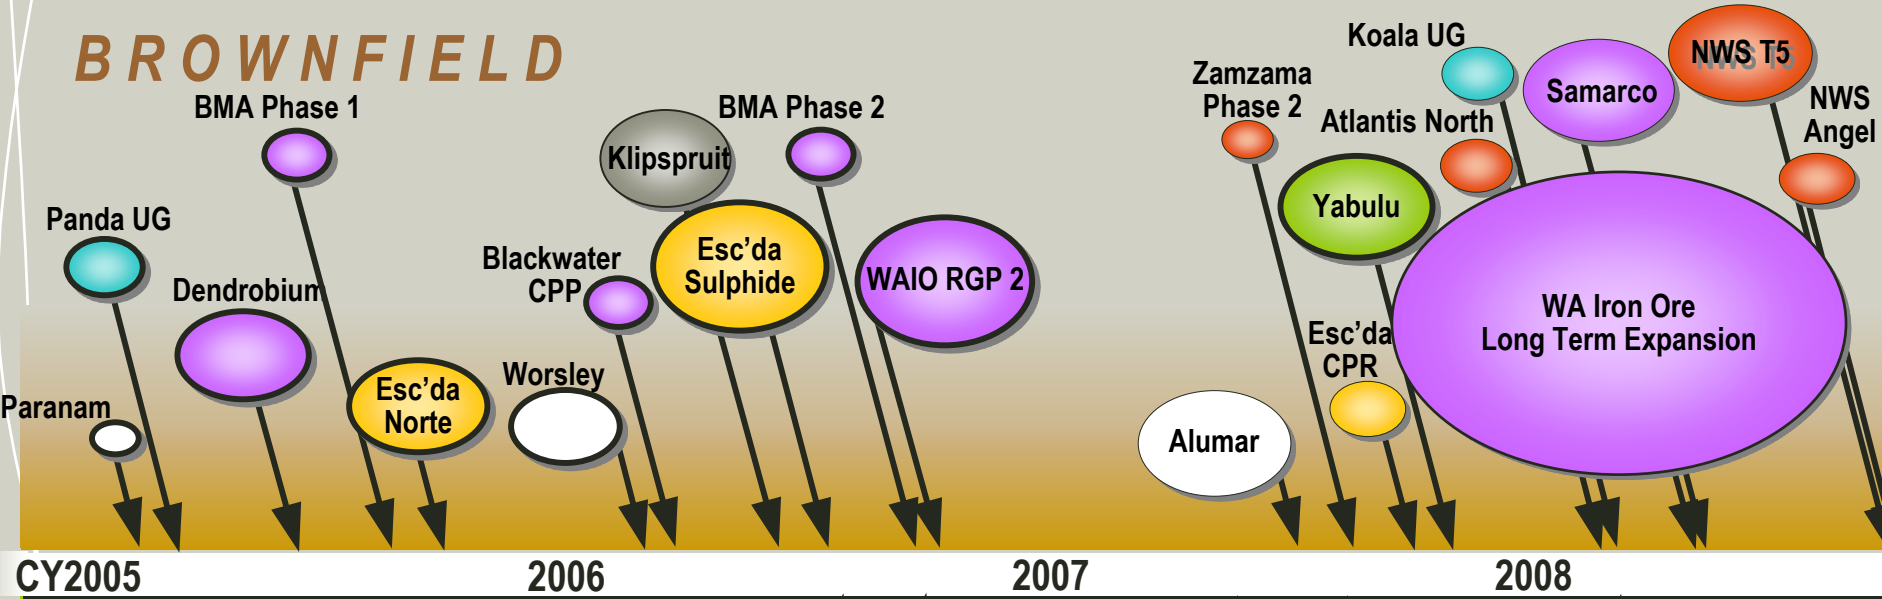 BROWNFIELD
BMA Phase 1
Panda UG
Dendrobium
Paranam
Esc'da
Norte
Klipspruit
BMA Phase 2
Blackwater
CPP
Esc'da
Sulphide
WAIO RGP 2
Worsley
Zamzama
Phase 2
Koala UG
Atlantis North
Samarco
NWS T5
NWS
Angel
Yabulu
Esc'da
CPR
WA Iron Ore
Long Term Expansion
Alumar
CY2005
2006
2007
2008